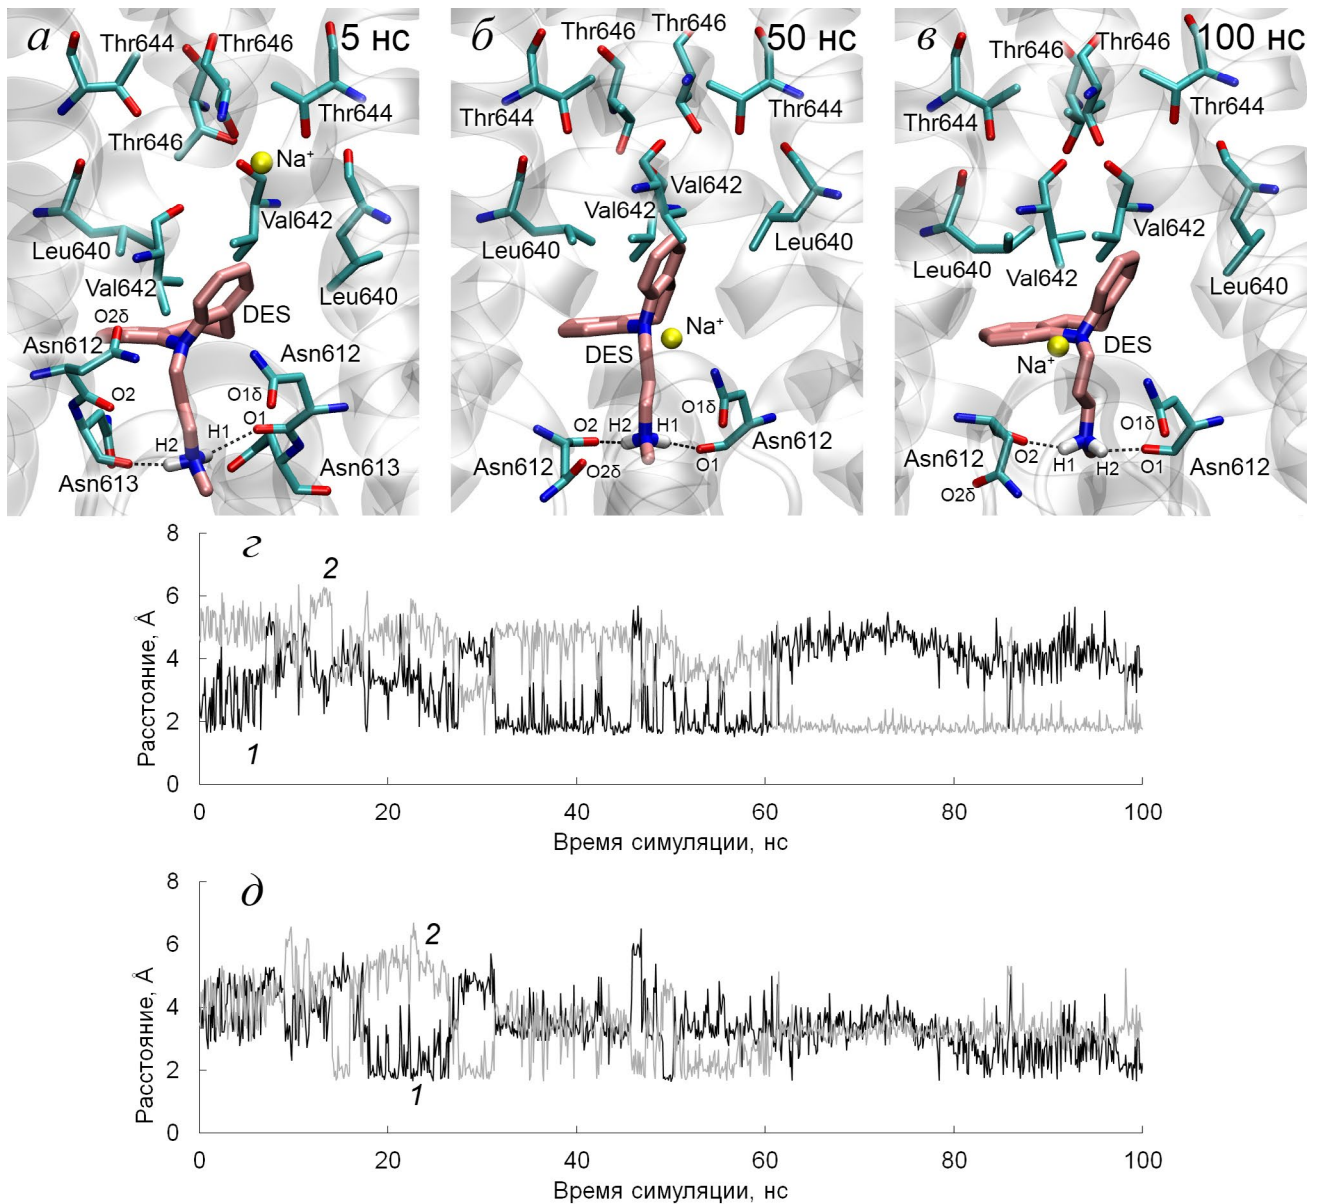 а
5 нс
Thr644
Thr646
Thr644
Thr646
Na⁺
Val642
Leu640
Val642
Leu640
DES
O2δ
Asn612
Asn612
O1δ
O2
O1
H1
H2
Asn613
Asn613
б
50 нс
Thr646
Thr646
Thr644
Thr644
Val642
Val642
Leu640
Leu640
Na⁺
DES
O1δ
O2
H2
H1
Asn612
Asn612
O1
O2δ
в
100 нс
Thr646
Thr646
Thr644
Thr644
Leu640
Val642
Val642
Leu640
Na⁺
DES
O1δ
O2
H1
H2
O1
Asn612
Asn612
O2δ
г
2
1
8
6
4
2
0
Расстояние, Å
0
20
40
60
80
100
Время симуляции, нс
д
2
1
8
6
4
2
0
Расстояние, Å
0
20
40
60
80
100
Время симуляции, нс